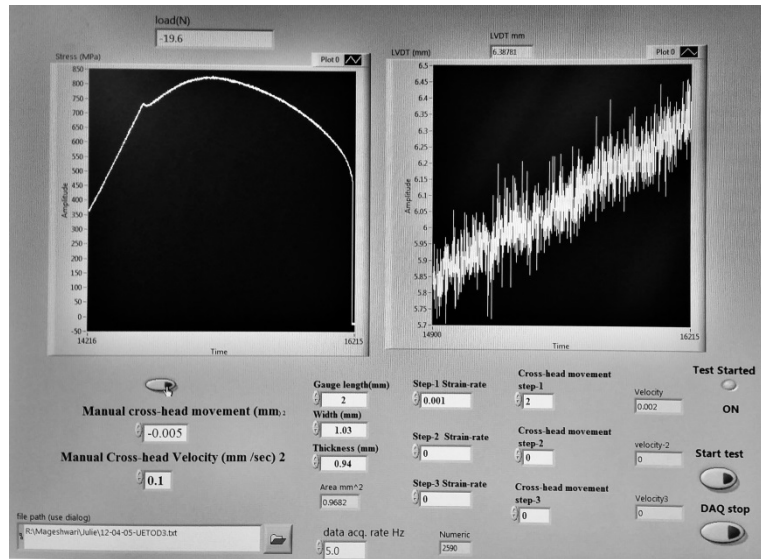 load(N)
-19.6
Stress (MPa)
Plot 0
850
800
750
700
650
600
550
500
450
400
350
300
250
200
150
100
50
0
-50
Amplitude
14216
16215
Time
LVDT mm
6.38781
LVDT (mm)
Plot 0
6.5
6.45
6.4
6.35
6.3
6.25
6.2
6.15
6.1
6.05
6
5.95
5.9
5.85
5.8
5.75
5.7
Amplitude
14900
16215
Time
Manual cross-head movement (mm) 2
-0.005
Manual Cross-head Velocity (mm /sec) 2
0.1
Gauge length(mm)
2
Width (mm)
1.03
Thickness (mm)
0.94
Area mm^2
0.9682
Step-1 Strain-rate
0.001
Step-2 Strain-rate
0
Step-3 Strain-rate
0
Cross-head movement
step-1
2
Cross-head movement
step-2
0
Cross-head movement
step-3
0
Velocity
0.002
velocity-2
0
Velocity3
0
Test Started
ON
Start test
DAQ stop
file path (use dialog)
R:\Mageshwari\Julie\12-04-05-UETOD3.txt
data acq. rate Hz
5.0
Numeric
2590